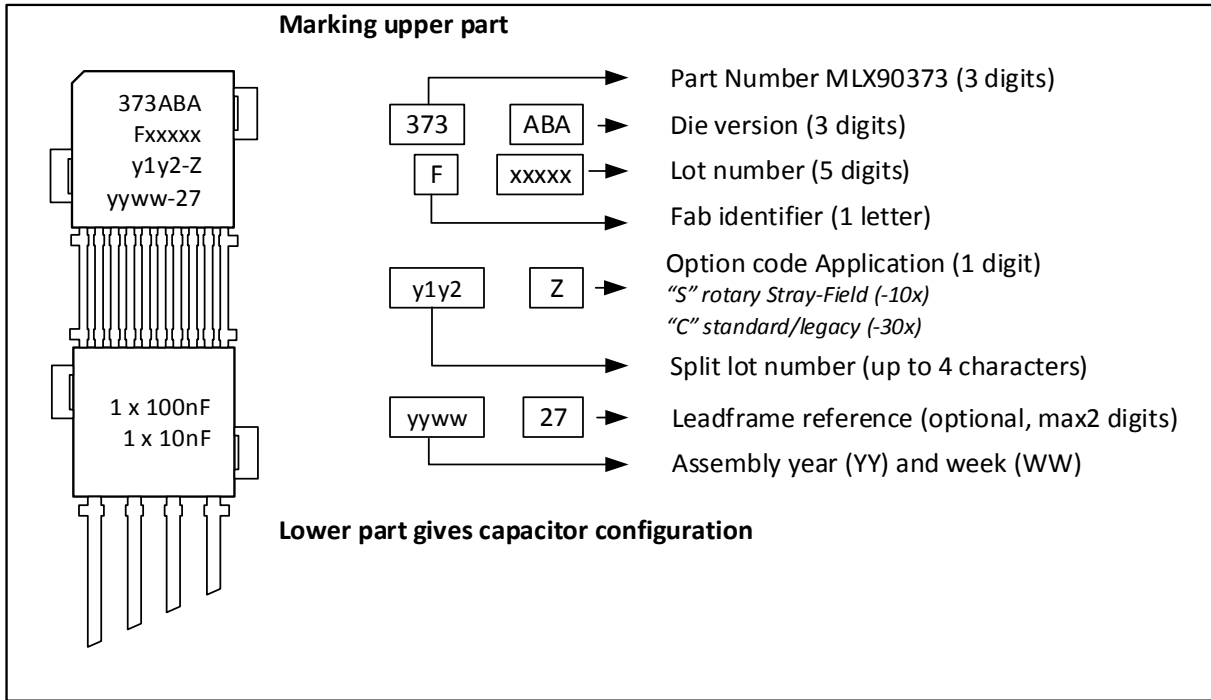 Marking upper part
373ABA
Fxxxxx
y1y2-Z
yyww-27
1 x 100nF
1 x 10nF
Part Number MLX90373 (3 digits)
373 ABA Die version (3 digits)
F xxxxx Lot number (5 digits)
Fab identifier (1 letter)
Option code Application (1 digit)
y1y2 Z “S” rotary Stray-Field (-10x)
“C” standard/legacy (-30x)
Split lot number (up to 4 characters)
yyww 27 Leadframe reference (optional, max2 digits)
Assembly year (YY) and week (WW)
Lower part gives capacitor configuration